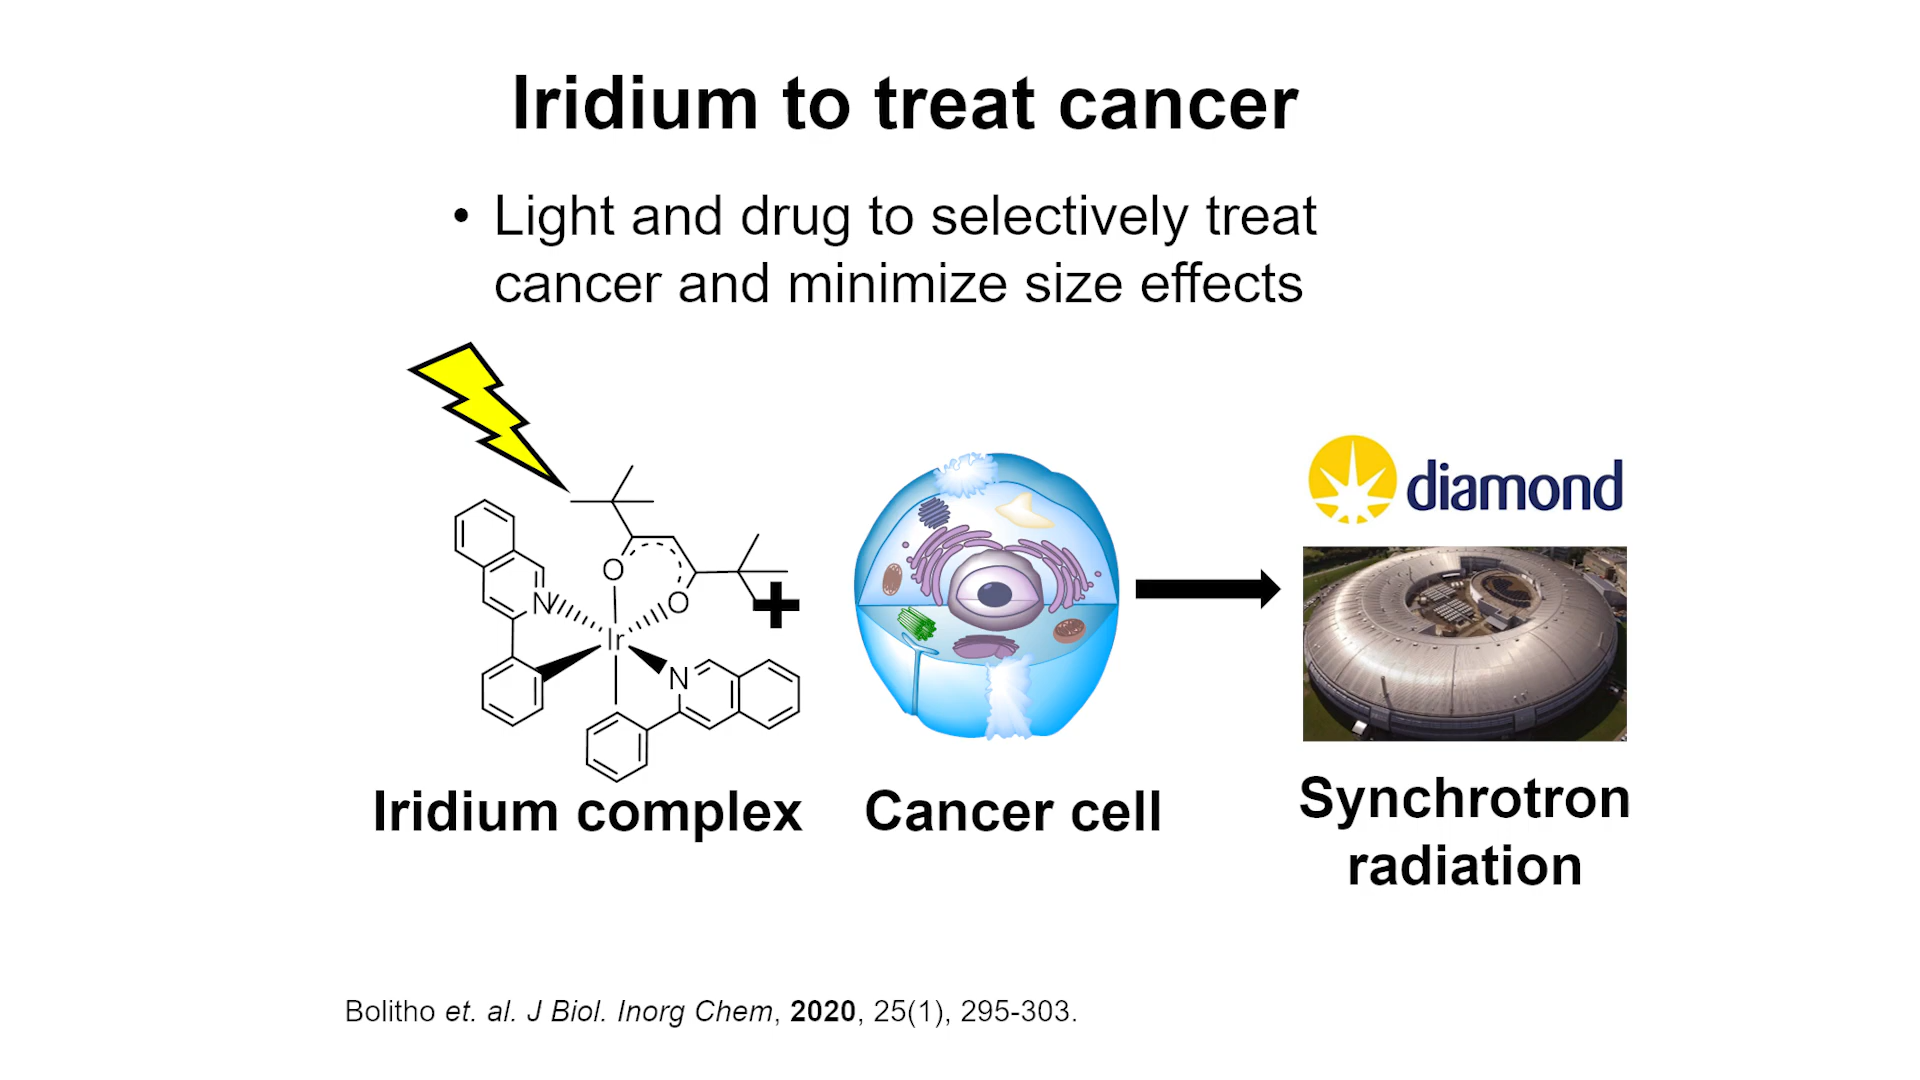 Iridium to treat cancer
• Light and drug to selectively treat
cancer and minimize size effects
diamond
O
O
N
Ir
N
+
Iridium complex
Cancer cell
Synchrotron
radiation
Bolitho et. al. J Biol. Inorg Chem, 2020, 25(1), 295-303.